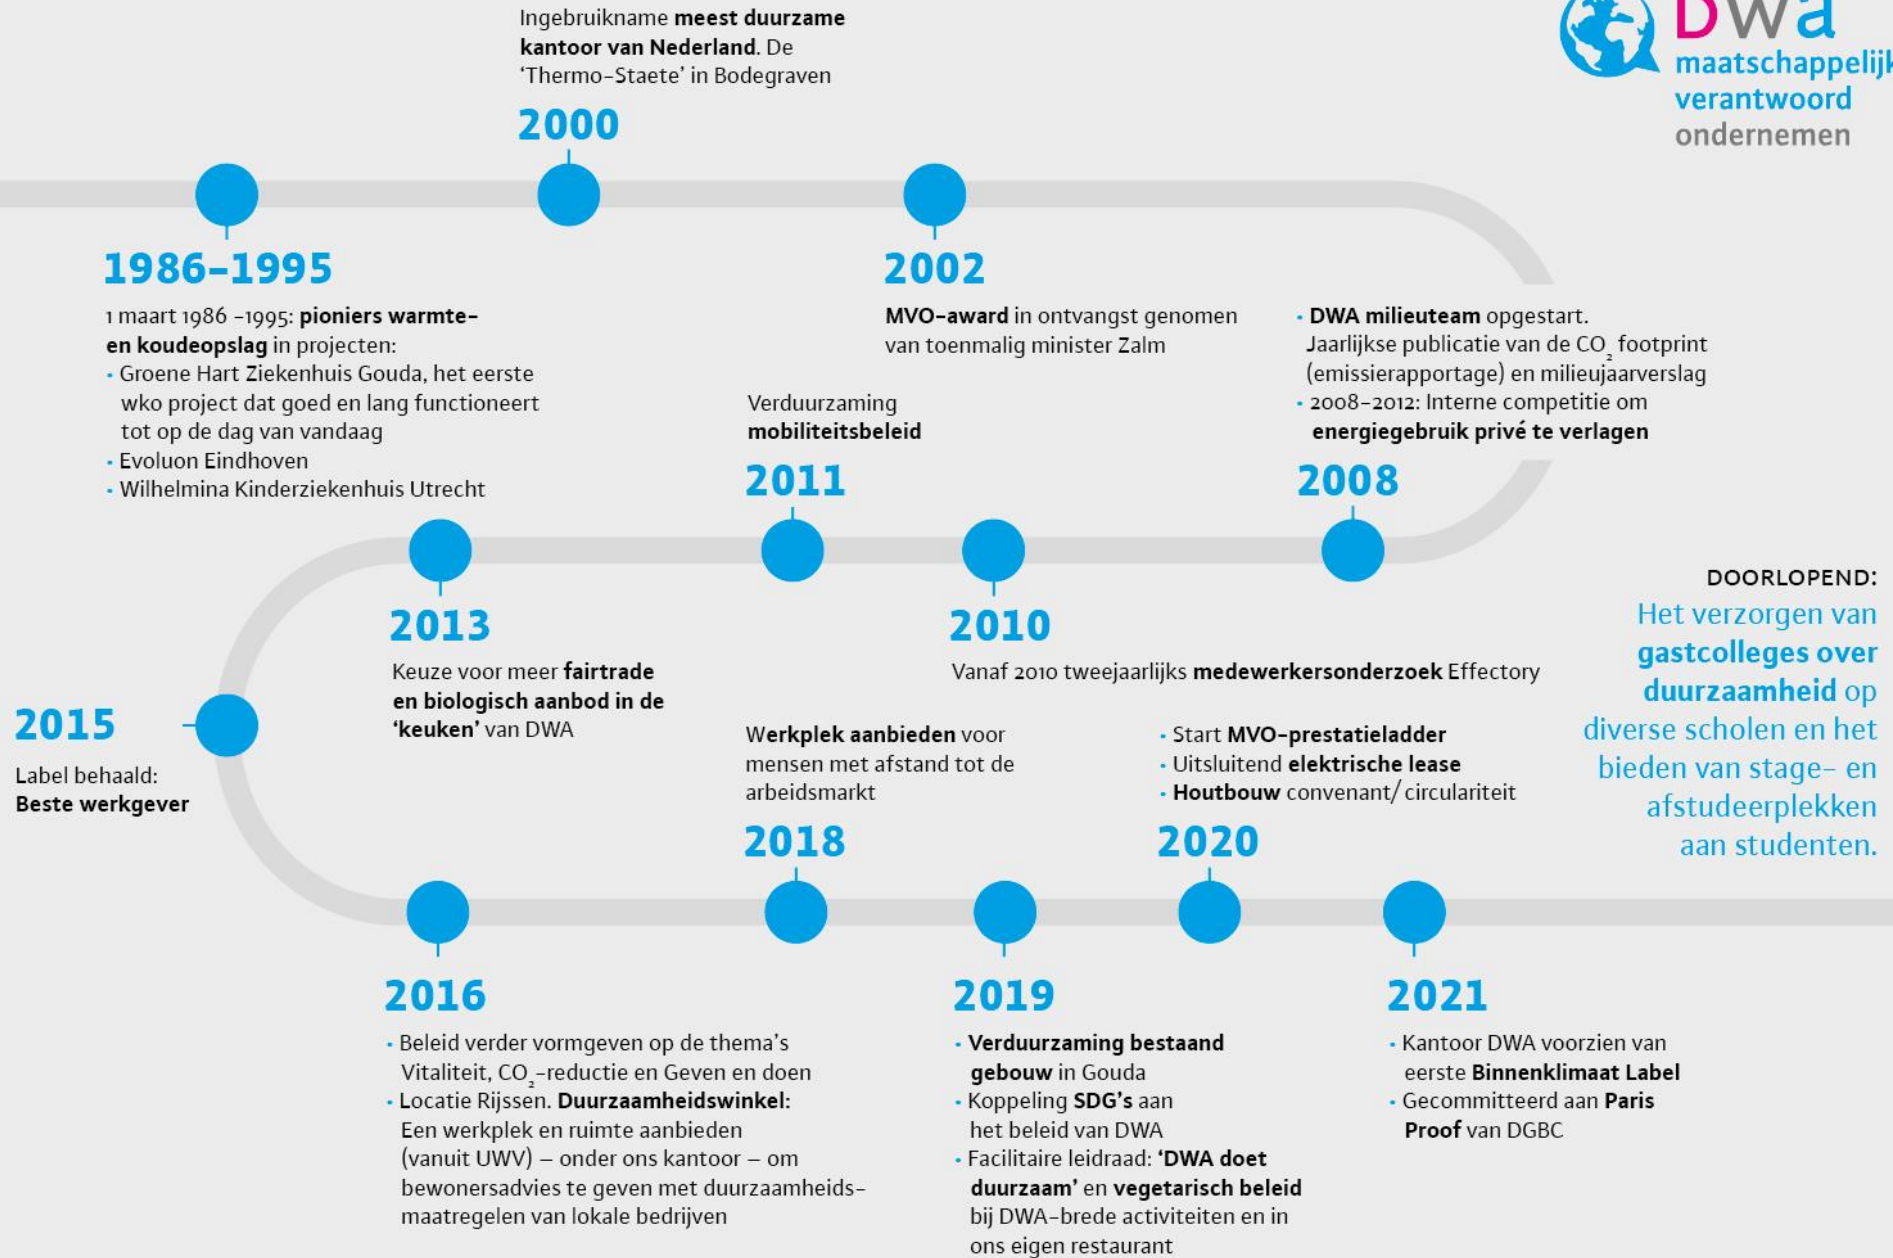 Ingebruikname meest duurzame
kantoor van Nederland. De
‘Thermo-Staete’ in Bodegraven
2000
Dwa
maatschappelijk
verantwoord
ondernemen
1986-1995
1 maart 1986 -1995: pioniers warmte-
en koudeopslag in projecten:
• Groene Hart Ziekenhuis Gouda, het eerste
wko project dat goed en lang functioneert
tot op de dag van vandaag
• Evoluon Eindhoven
• Wilhelmina Kinderziekenhuis Utrecht
2002
MVO-award in ontvangst genomen
van toenmalig minister Zalm
• DWA milieuteam opgestart.
Jaarlijkse publicatie van de CO₂ footprint
(emissierapportage) en milieujaarverslag
• 2008-2012: Interne competitie om
energiegebruik privé te verlagen
2008
2010
Vanaf 2010 tweejaarlijks medewerkersonderzoek Effectory
Verduurzaming
mobiliteitsbeleid
2011
2013
Keuze voor meer fairtrade
en biologisch aanbod in de
‘keuken’ van DWA
2015
Label behaald:
Beste werkgever
2016
• Beleid verder vormgeven op de thema’s
Vitaliteit, CO₂-reductie en Geven en doen
• Locatie Rijssen. Duurzaamheidswinkel:
Een werkplek en ruimte aanbieden
(vanuit UWV) – onder ons kantoor – om
bewonersadvies te geven met duurzaamheids-
maatregelen van lokale bedrijven
Werkplek aanbieden voor
mensen met afstand tot de
arbeidsmarkt
2018
2019
• Verduurzaming bestaand
gebouw in Gouda
• Koppeling SDG’s aan
het beleid van DWA
• Facilitaire leidraad: ‘DWA doet
duurzaam’ en vegetarisch beleid
bij DWA-brede activiteiten en in
ons eigen restaurant
• Start MVO-prestatieladder
• Uitsluitend elektrische lease
• Houtbouw convenant/ circulariteit
2020
2021
• Kantoor DWA voorzien van
eerste Binnenklimaat Label
• Gecommitteerd aan Paris
Proof van DGBC
DOORLOPEND:
Het verzorgen van
gastcolleges over
duurzaamheid op
diverse scholen en het
bieden van stage- en
afstudeerplekken
aan studenten.